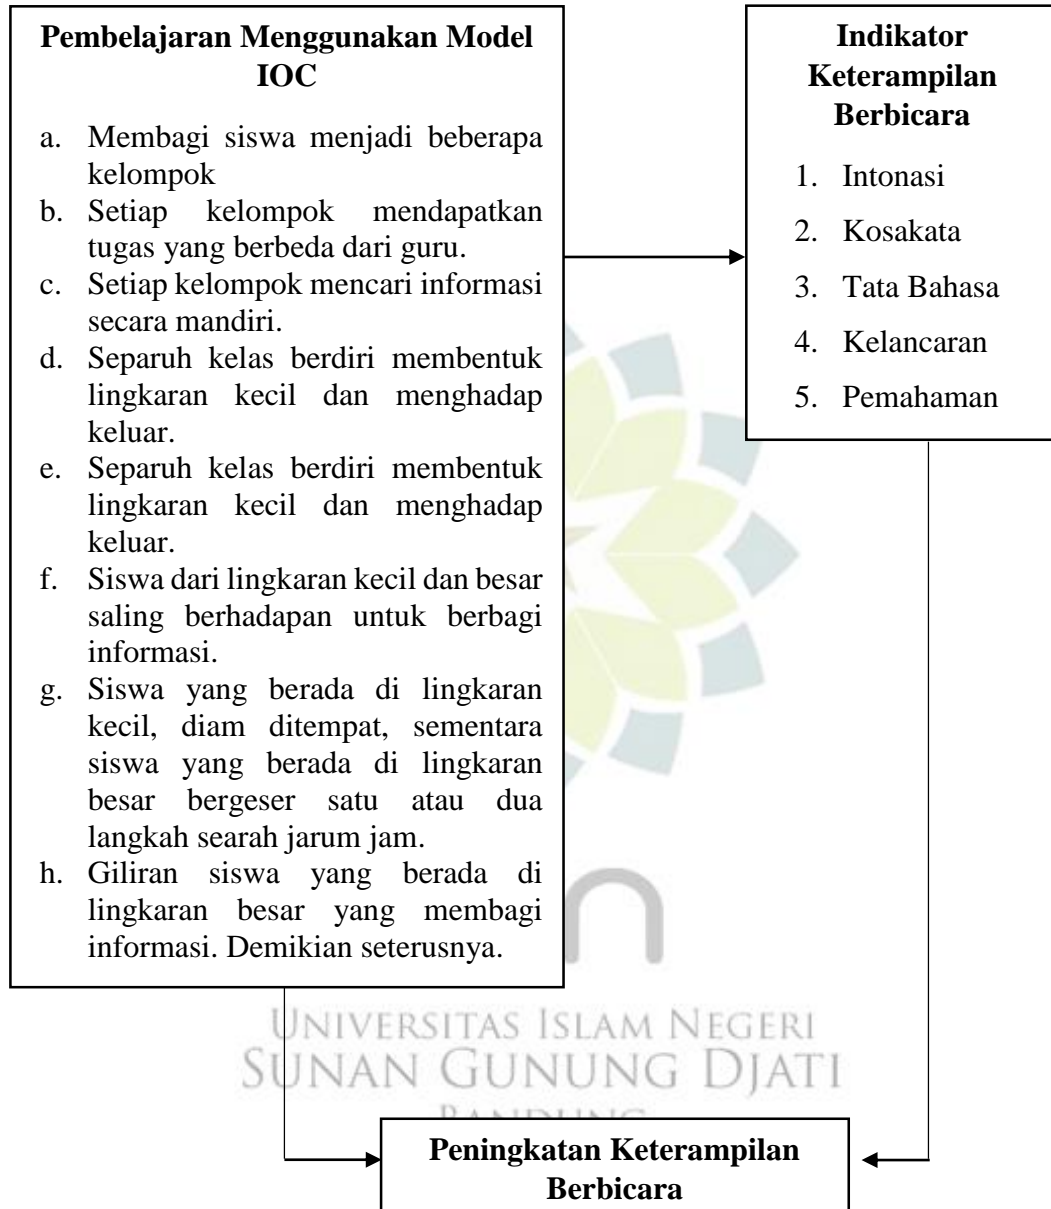 Pembelajaran Menggunakan Model
IOC
a. Membagi siswa menjadi beberapa
kelompok
b. Setiap kelompok mendapatkan
tugas yang berbeda dari guru.
c. Setiap kelompok mencari informasi
secara mandiri.
d. Separuh kelas berdiri membentuk
lingkaran kecil dan menghadap
keluar.
e. Separuh kelas berdiri membentuk
lingkaran kecil dan menghadap
keluar.
f. Siswa dari lingkaran kecil dan besar
saling berhadapan untuk berbagi
informasi.
g. Siswa yang berada di lingkaran
kecil, diam ditempat, sementara
siswa yang berada di lingkaran
besar bergeser satu atau dua
langkah searah jarum jam.
h. Giliran siswa yang berada di
lingkaran besar yang membagi
informasi. Demikian seterusnya.
Indikator
Keterampilan
Berbicara
1. Intonasi
2. Kosakata
3. Tata Bahasa
4. Kelancaran
5. Pemahaman
UNIVERSITAS ISLAM NEGERI
SUNAN GUNUNG DJATI
BANDUNG
Peningkatan Keterampilan
Berbicara